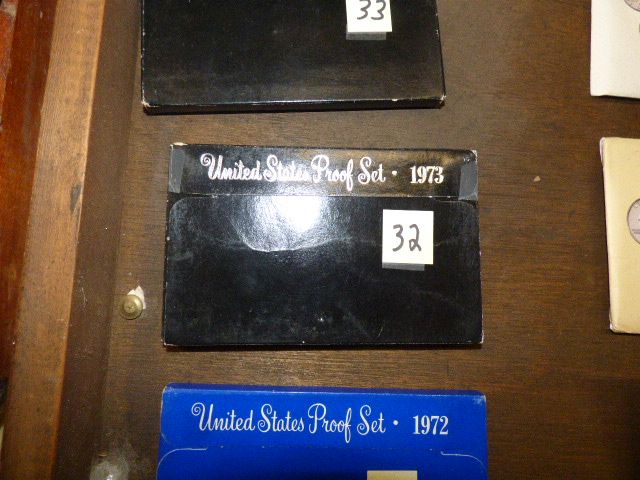 33
United States Proof Set • 1973
32
United States Proof Set • 1972